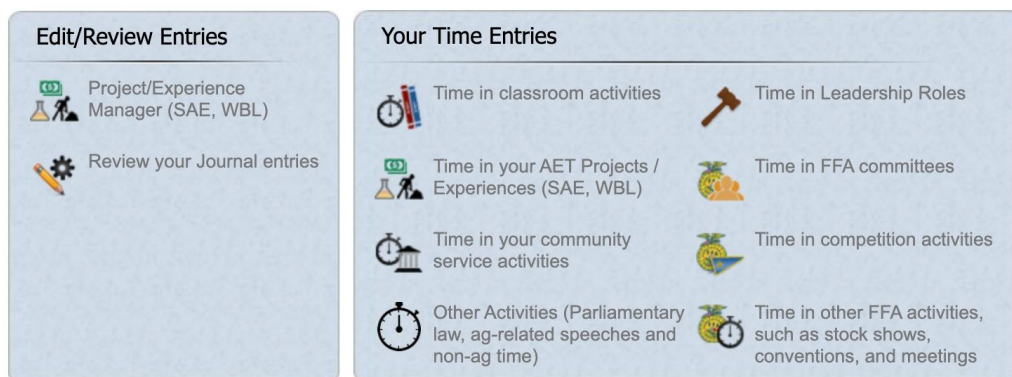 Edit/Review Entries
Project/Experience
Manager (SAE, WBL)
Review your Journal entries
Your Time Entries
Time in classroom activities
Time in your AET Projects /
Experiences (SAE, WBL)
Time in your community
service activities
Other Activities (Parliamentary
law, ag-related speeches and
non-ag time)
Time in Leadership Roles
Time in FFA committees
Time in competition activities
Time in other FFA activities,
such as stock shows,
conventions, and meetings